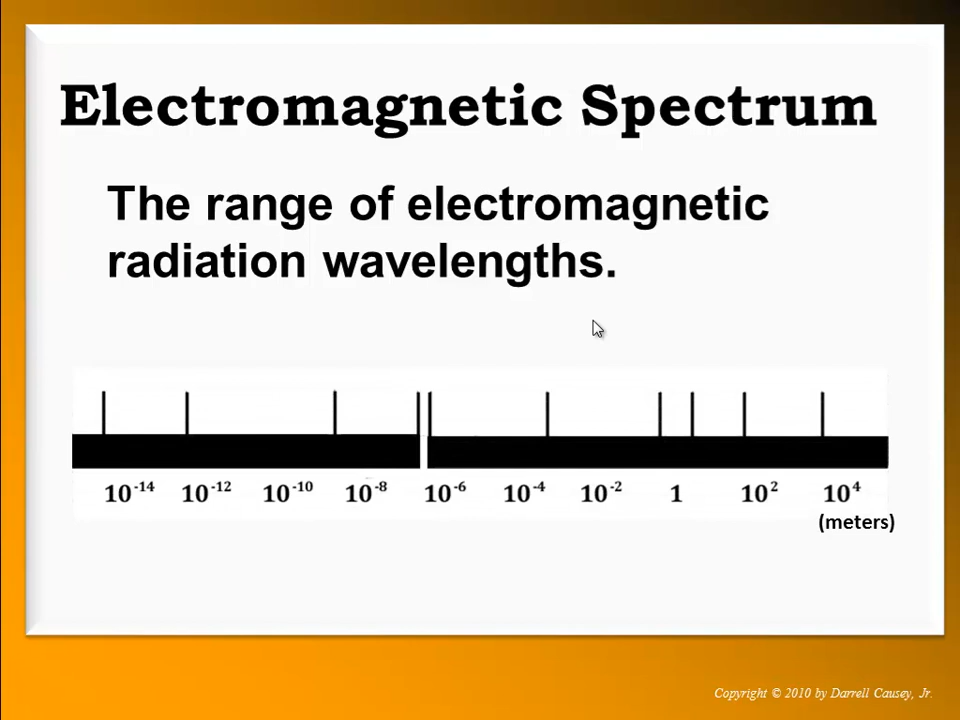 Electromagnetic Spectrum
The range of electromagnetic
radiation wavelengths.
10⁻¹⁴ 10⁻¹² 10⁻¹⁰ 10⁻⁸ 10⁻⁶ 10⁻⁴ 10⁻² 1 10² 10⁴
(meters)
Copyright © 2010 by Darrell Causey, Jr.